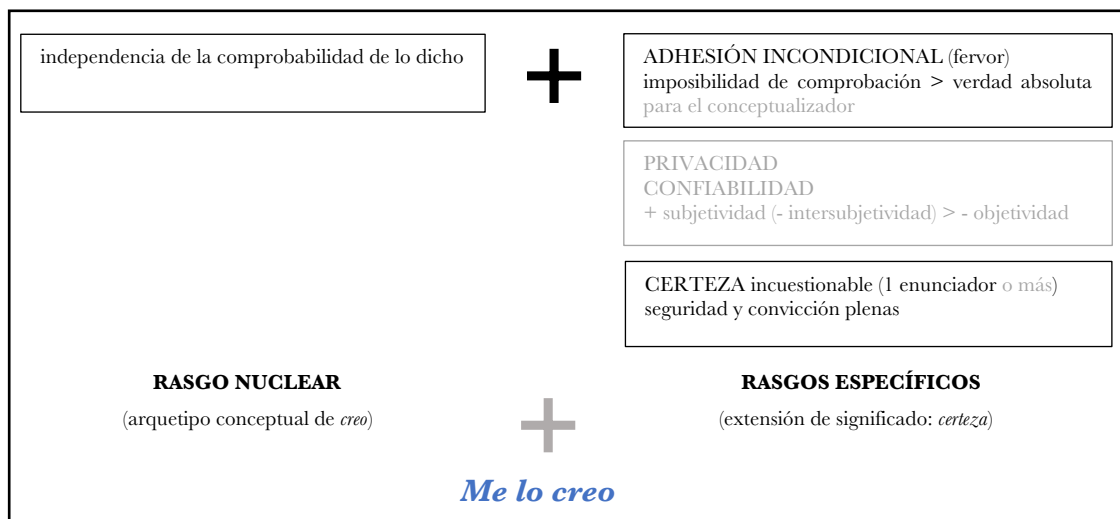 independencia de la comprobabilidad de lo dicho
+
ADHESIÓN INCONDICIONAL (fervor)
imposibilidad de comprobación > verdad absoluta
para el conceptualizador
PRIVACIDAD
CONFIABILIDAD
+ subjetividad (- intersubjetividad) > - objetividad
CERTEZA incuestionable (1 enunciador o más)
seguridad y convicción plenas
RASGO NUCLEAR
(arquetipo conceptual de creo)
+
RASGOS ESPECÍFICOS
(extensión de significado: certeza)
Me lo creo